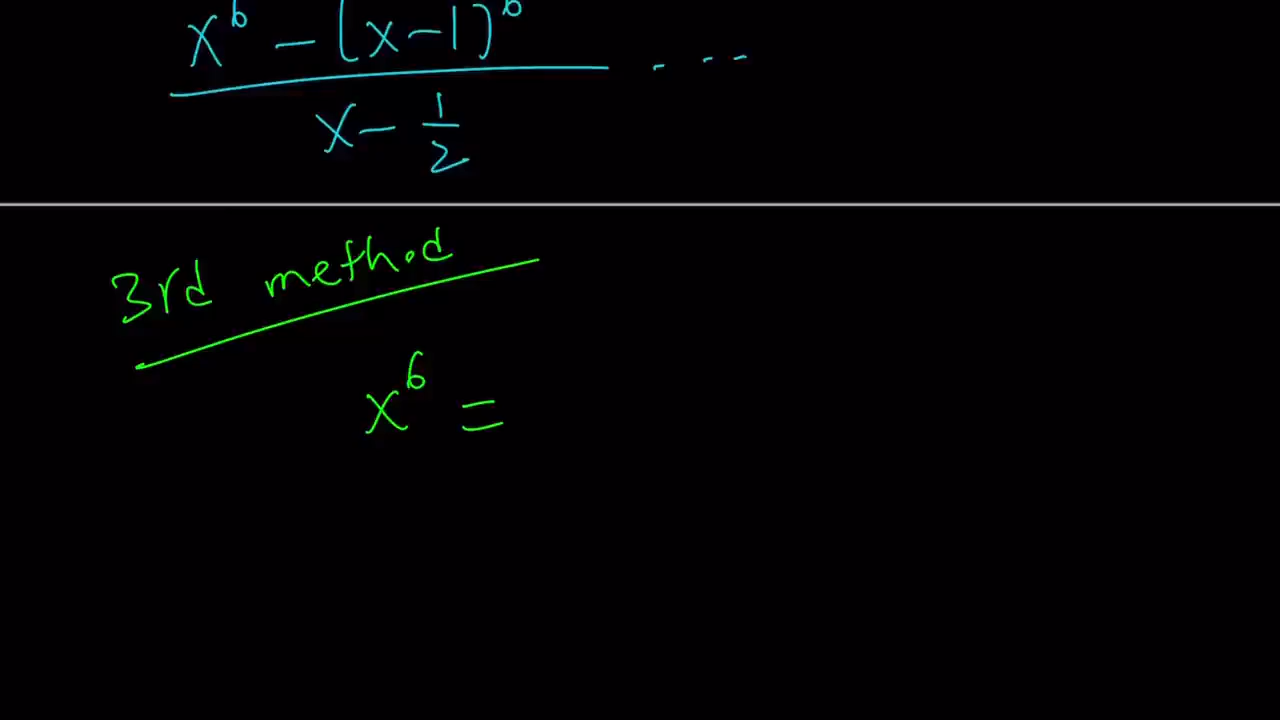 x⁶ - (x-1)⁶
x - 1/2 . . . .
3rd method
x⁶ =